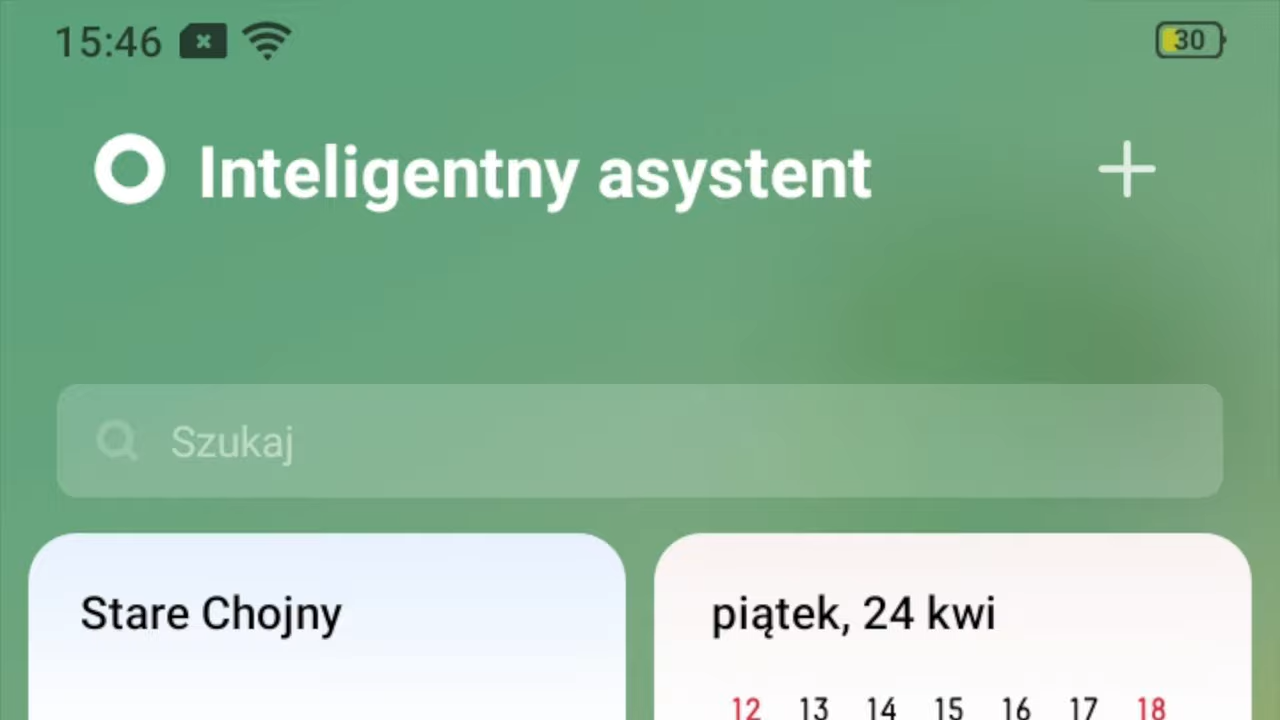 15:46 30
Inteligentny asystent
Szukaj
Stare Chojny
piątek, 24 kwi
12 13 14 15 16 17 18